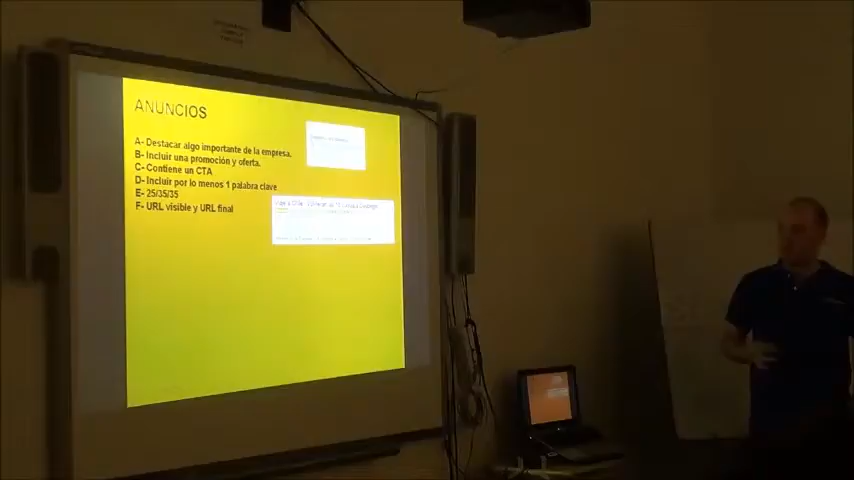 ANUNCIOS
A- Destacar algo importante de la empresa.
B- Incluir una promoción y oferta.
C- Contiene un CTA
D- Incluir por lo menos 1 palabra clave
E- 25/35/35
F- URL visible y URL final